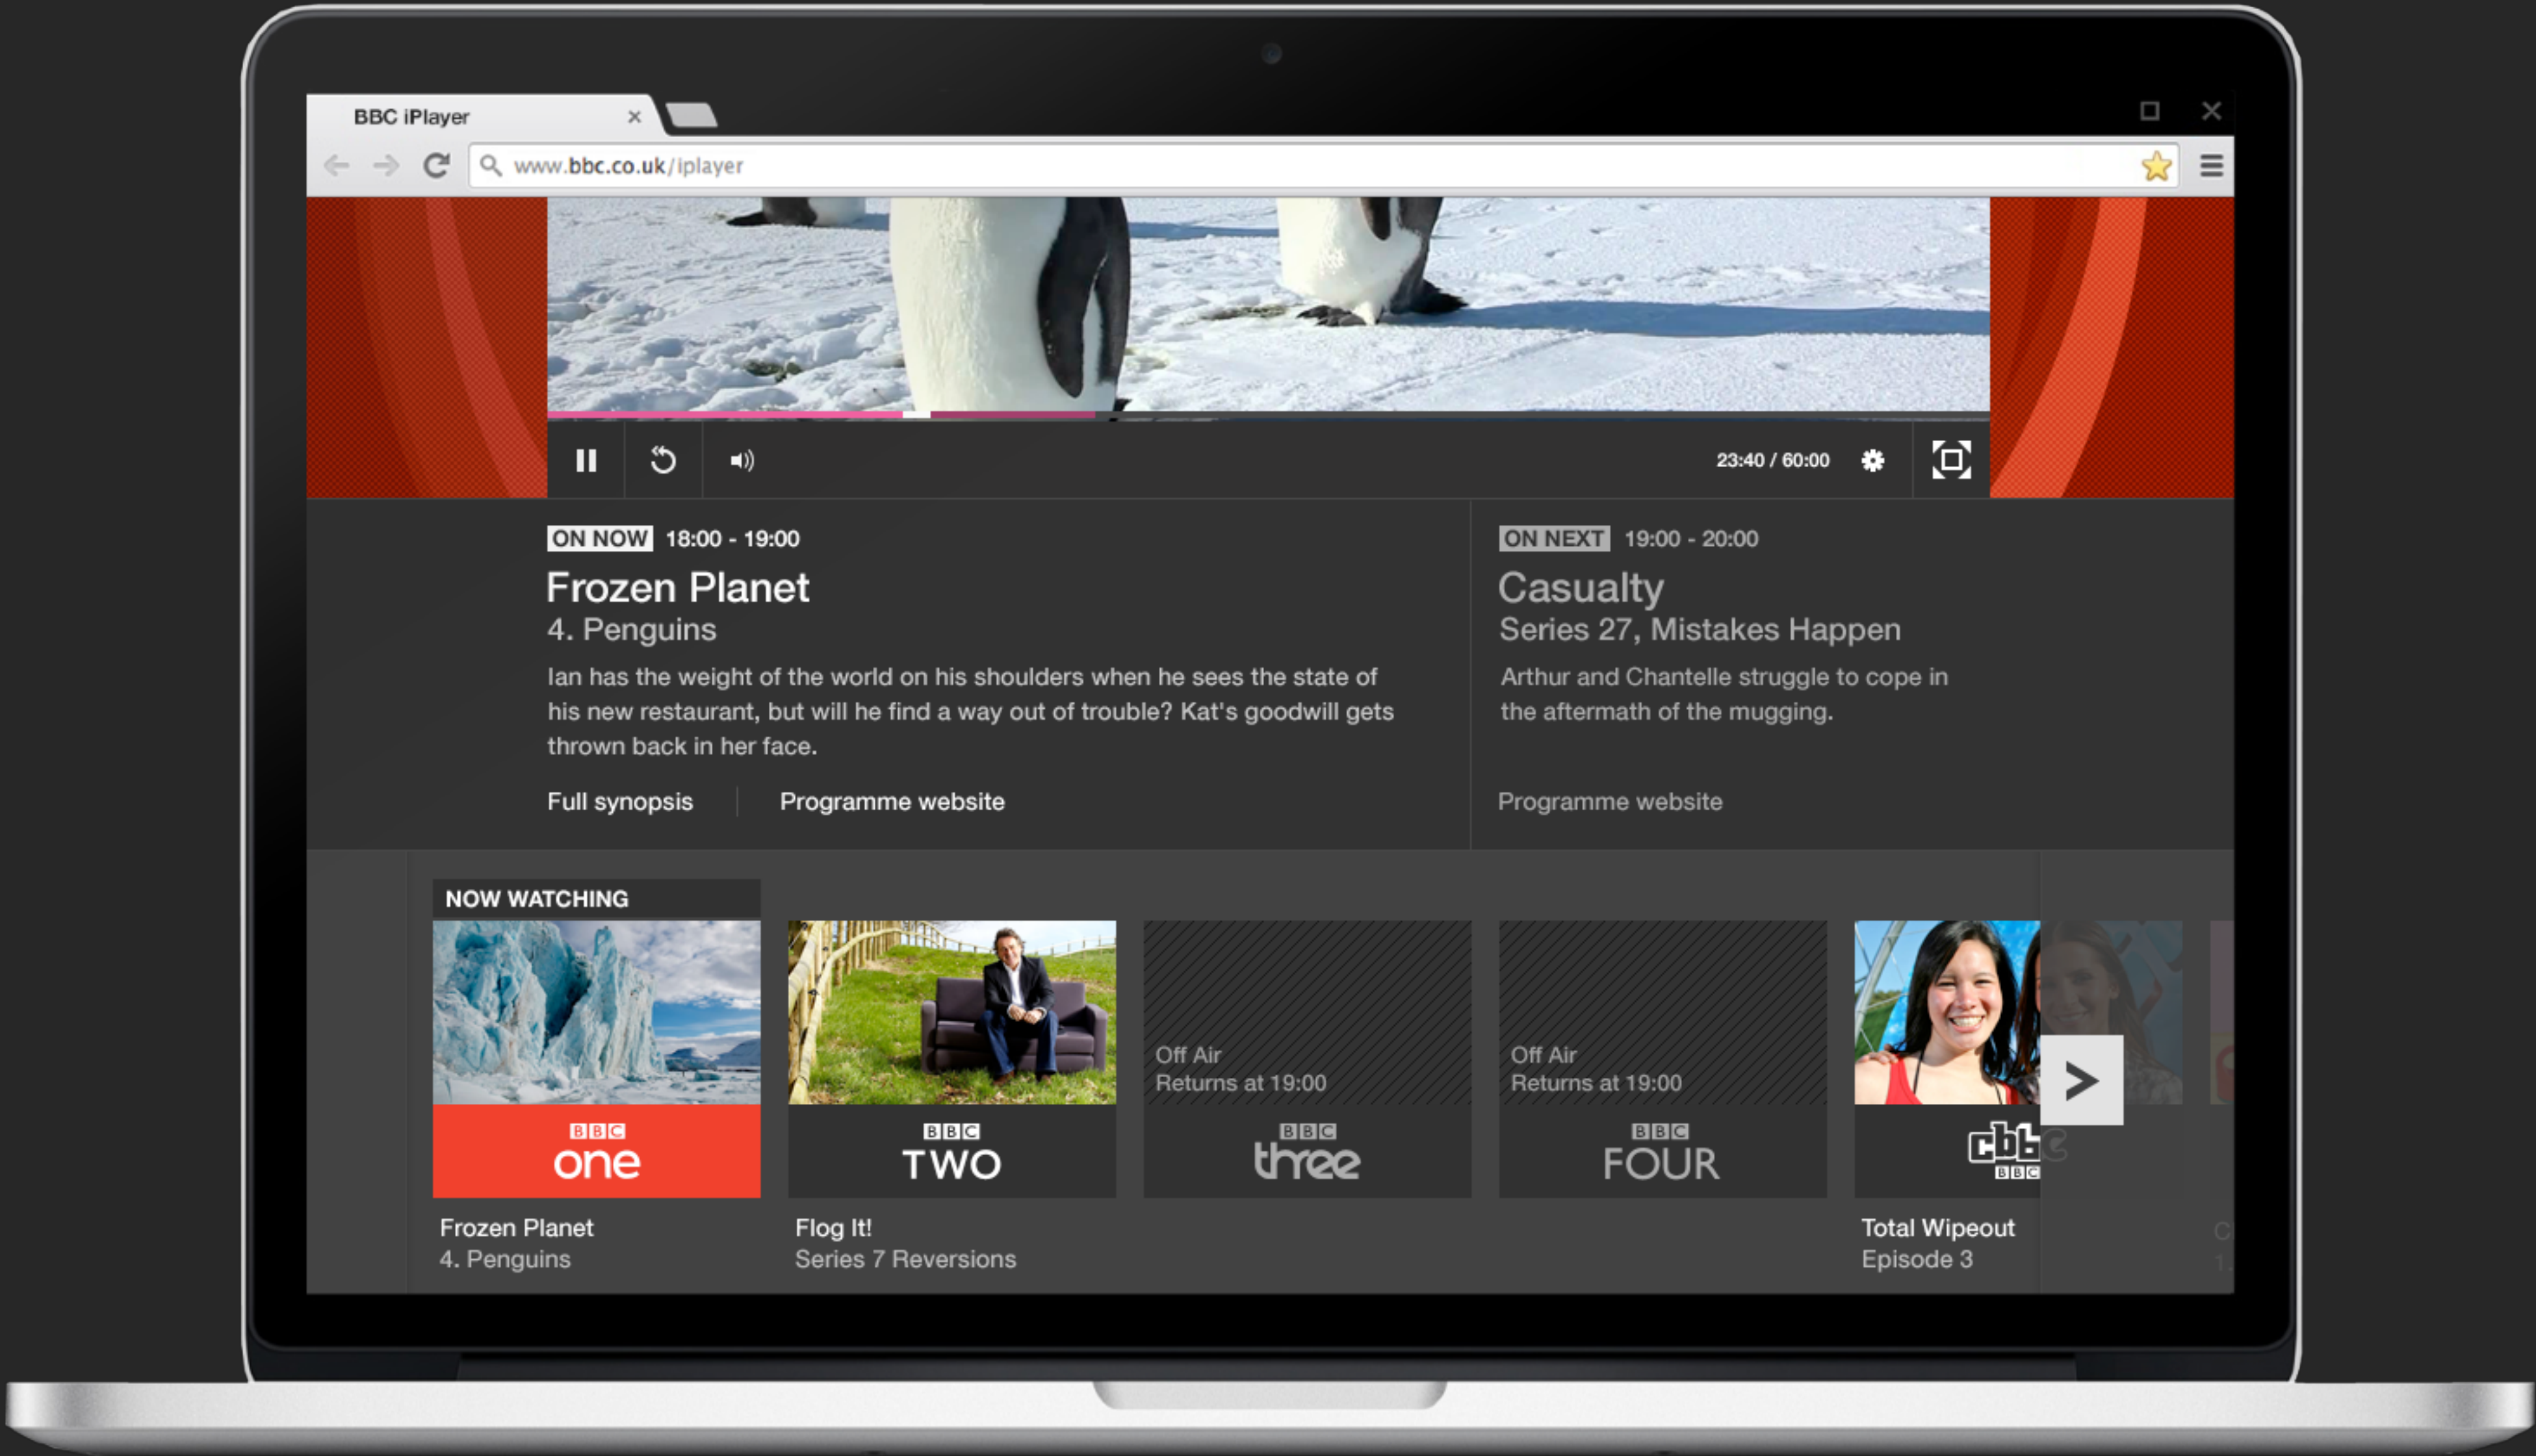 BBC iPlayer
www.bbc.co.uk/iplayer
23:40 / 60:00
ON NOW 18:00 - 19:00
Frozen Planet
4. Penguins
Ian has the weight of the world on his shoulders when he sees the state of
his new restaurant, but will he find a way out of trouble? Kat's goodwill gets
thrown back in her face.
Full synopsis
Programme website
ON NEXT 19:00 - 20:00
Casualty
Series 27, Mistakes Happen
Arthur and Chantelle struggle to cope in
the aftermath of the mugging.
Programme website
NOW WATCHING
BBC
one
Frozen Planet
4. Penguins
BBC
TWO
Flog It!
Series 7 Reversions
Off Air
Returns at 19:00
BBC
three
Off Air
Returns at 19:00
BBC
FOUR
cbbc
BBC
Total Wipeout
Episode 3
C
1.